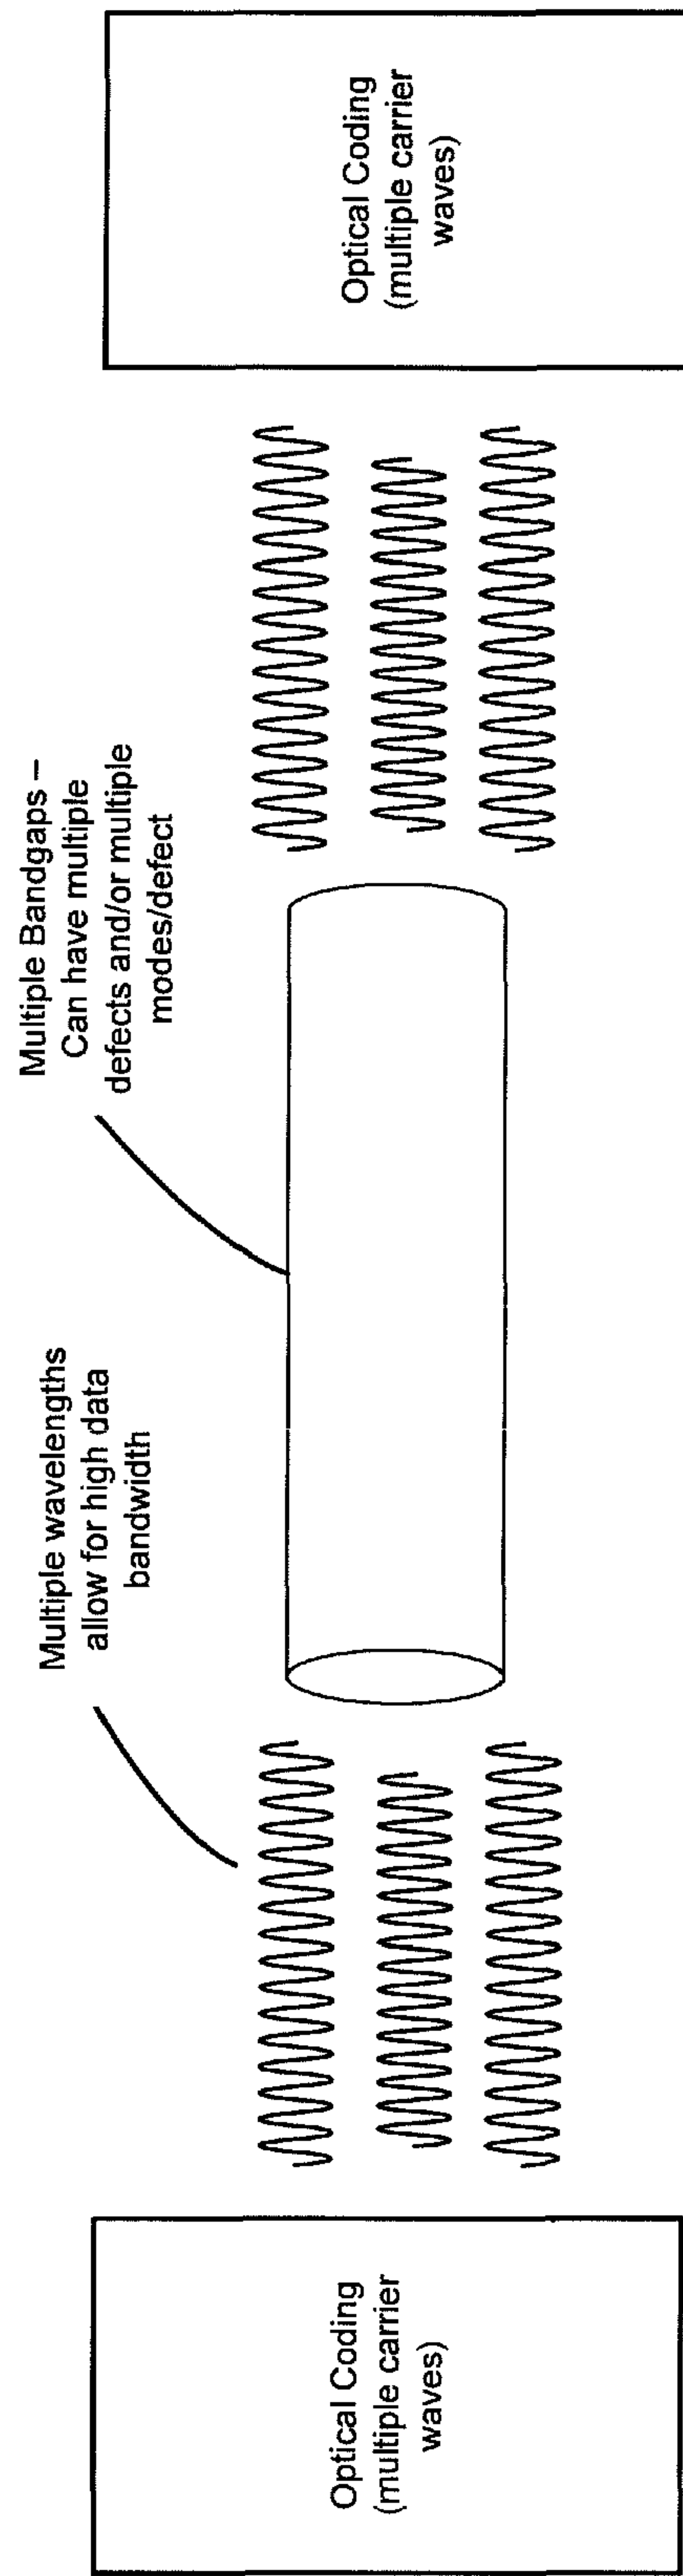 Optical Coding
(multiple carrier
waves)
Multiple wavelengths
allow for high data
bandwidth
Multiple Bandgaps –
Can have multiple
defects and/or multiple
modes/defect
Optical Coding
(multiple carrier
waves)